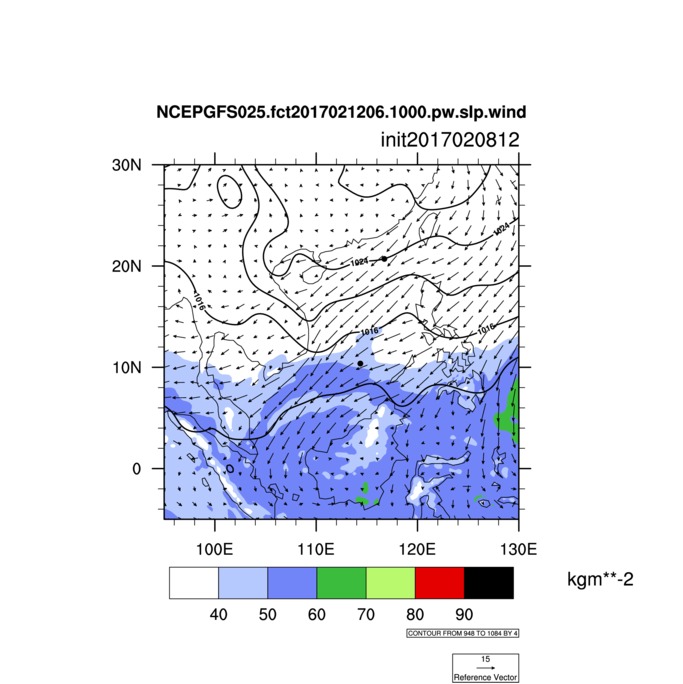 NCEPGFS025.fct2017021206.1000.pw.slp.wind
init2017020812
30N
1024
20N
1024
1016
1016
1016
10N
0
100E 110E 120E 130E
kgm**-2
40 50 60 70 80 90
CONTOUR FROM 948 TO 1084 BY 4
15
Reference Vector